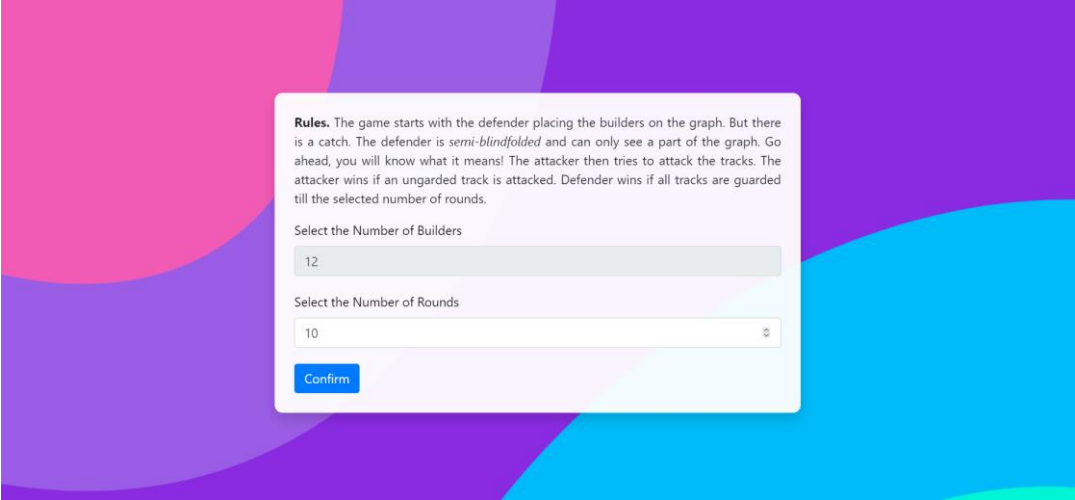 Rules. The game starts with the defender placing the builders on the graph. But there
is a catch. The defender is semi-blindfolded and can only see a part of the graph. Go
ahead, you will know what it means! The attacker then tries to attack the tracks. The
attacker wins if an ungarded track is attacked. Defender wins if all tracks are guarded
till the selected number of rounds.
Select the Number of Builders
12
Select the Number of Rounds
10
Confirm